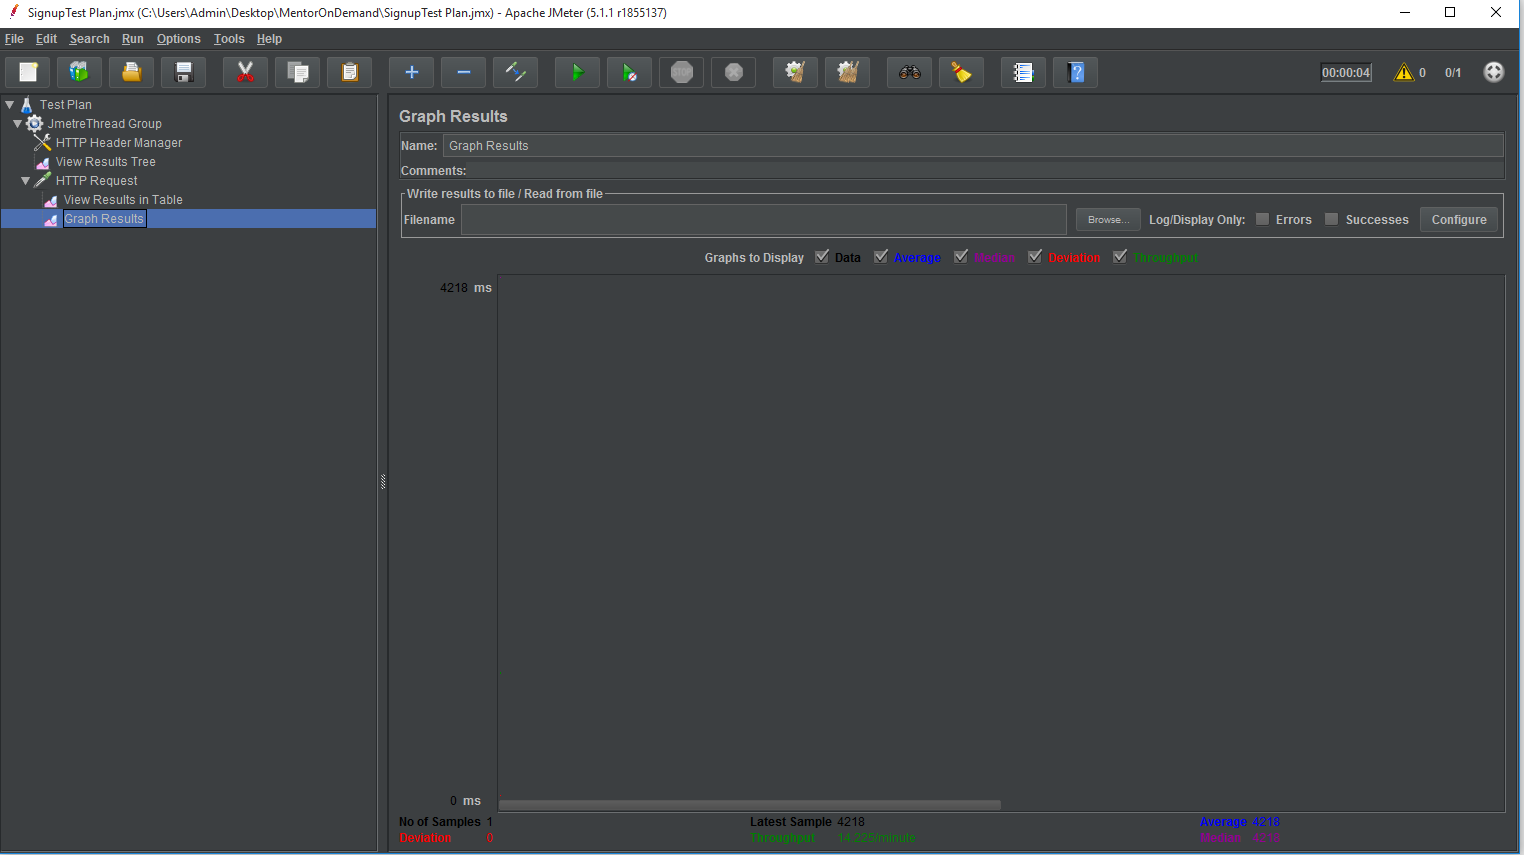 SignupTest Plan.jmx (C:\Users\Admin\Desktop\MentorOnDemand\SignupTest Plan.jmx) - Apache JMeter (5.1.1 r1855137)
File Edit Search Run Options Tools Help
STOP 00:00:04 0 0/1
Test Plan
JmetreThread Group
HTTP Header Manager
View Results Tree
HTTP Request
View Results in Table
Graph Results
Graph Results
Name: Graph Results
Comments:
Write results to file / Read from file
Filename Browse... Log/Display Only: Errors Successes Configure
Graphs to Display Data Average Median Deviation Throughput
4218 ms
0 ms
No of Samples 1 Latest Sample 4218 Average 4218
Deviation 0 Throughput 14.225/minute Median 4218